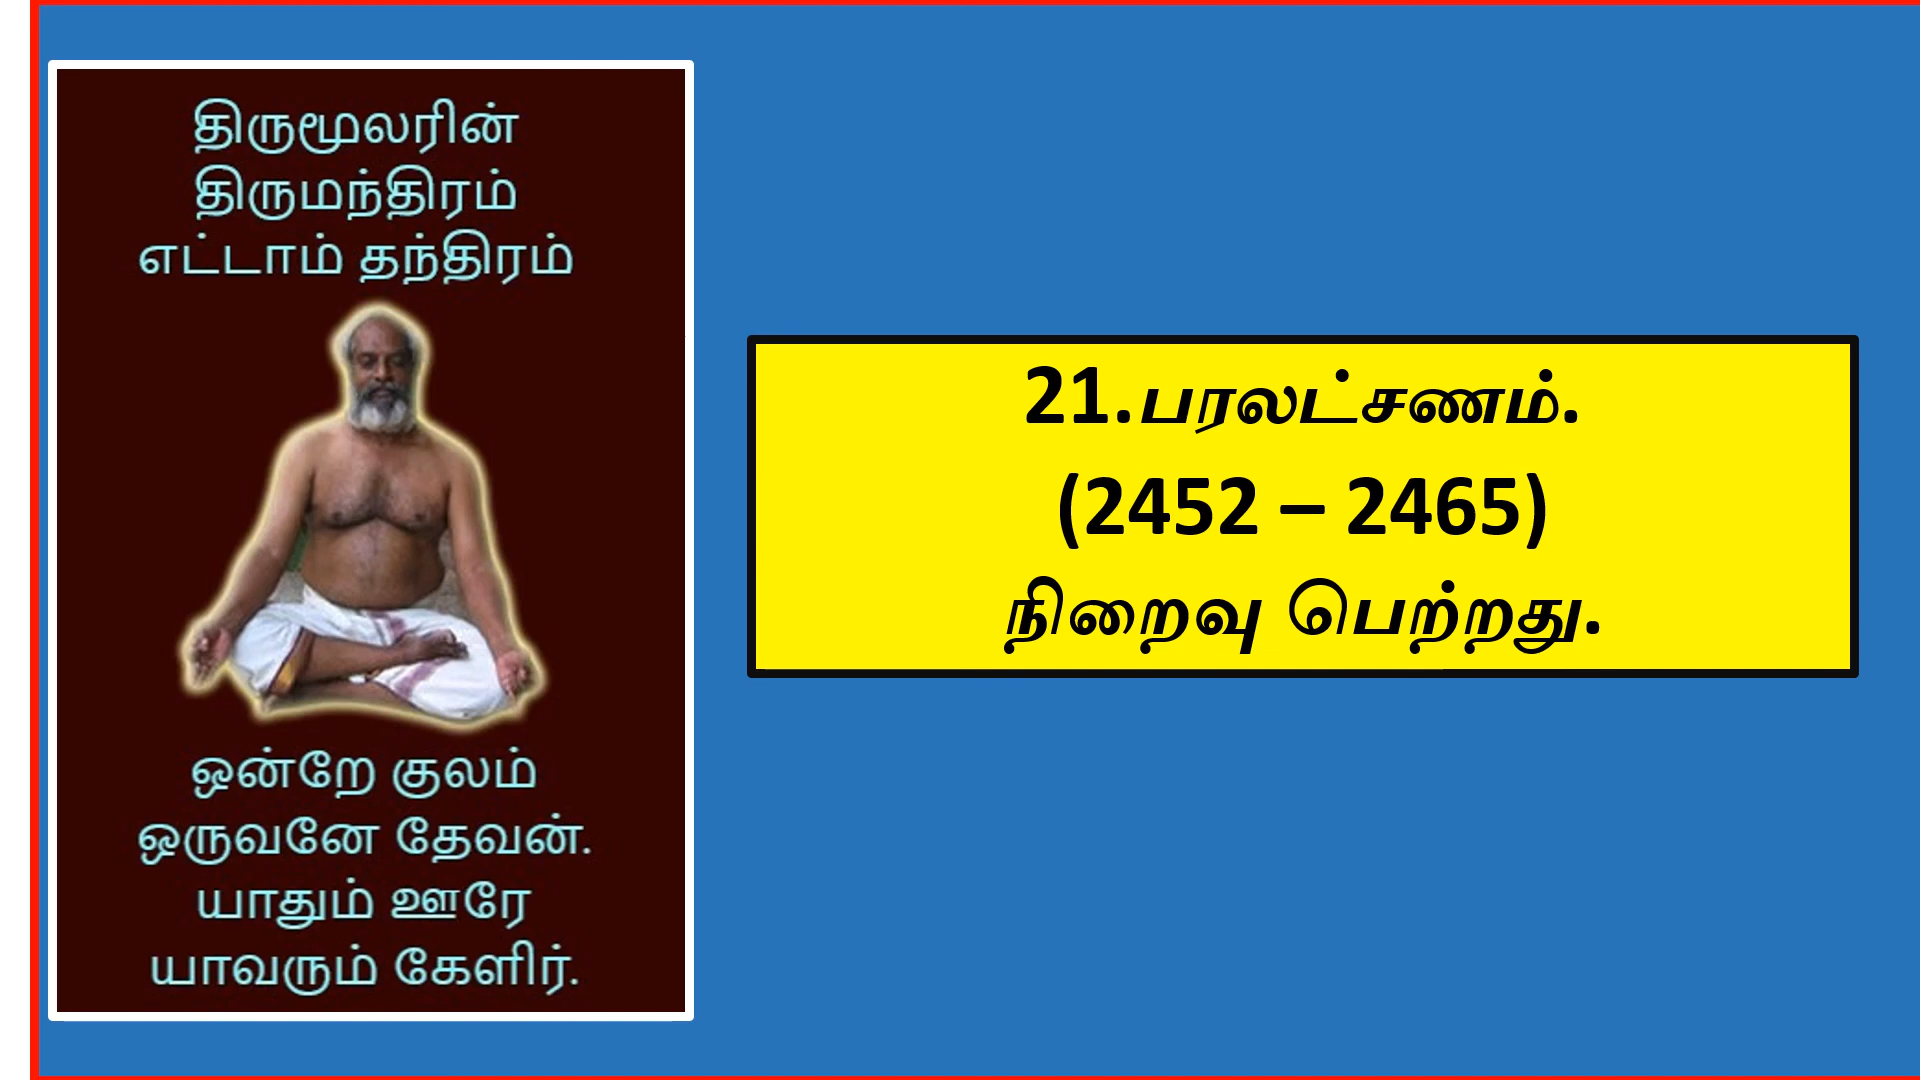 திருமூலரின்
திருமந்திரம்
எட்டாம் தந்திரம்
ஒன்றே குலம்
ஒருவனே தேவன்.
யாதும் ஊரே
யாவரும் கேளிர்.
21.பரலட்சணம்.
(2452 – 2465)
நிறைவு பெற்றது.